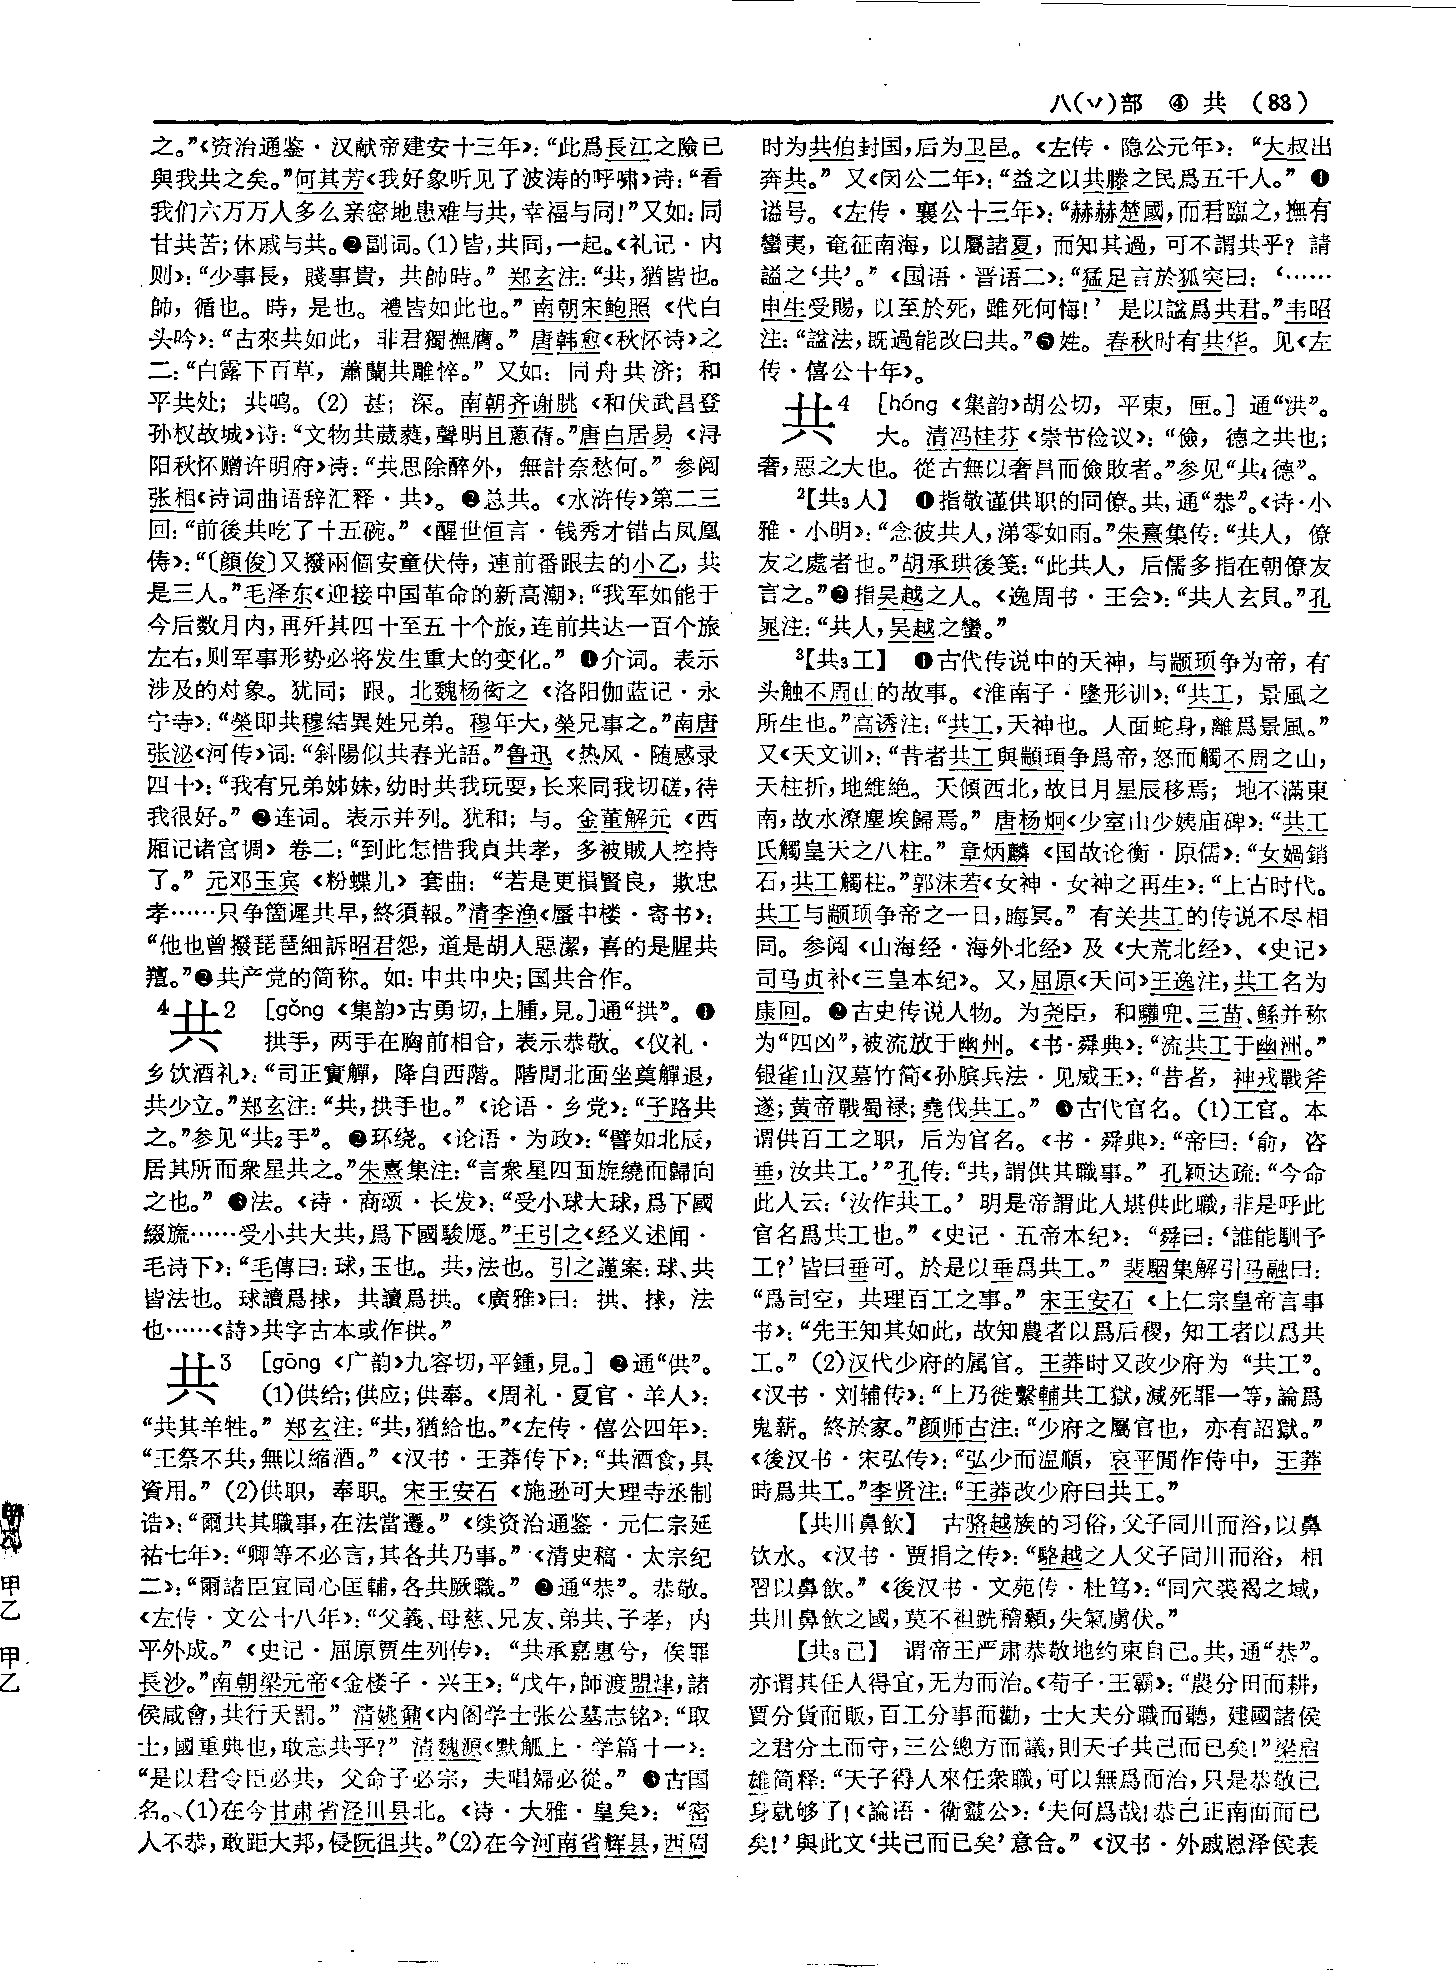 八(丷)部 ④ 共 (83)
之。”《资治通鉴·汉献帝建安十三年》：“此爲長江之險已
與我共之矣。”何其芳《我好象听见了波涛的呼啸》诗：“看
我们六万万人多么亲密地患难与共，幸福与同!”又如：同
甘共苦；休戚与共。❷副词。(1)皆，共同，一起。《礼记·内
则》：“少事長，賤事貴，共帥時。”郑玄注：“共，猶皆也。
帥，循也。時，是也。禮皆如此也。”南朝宋鲍照《代白
头吟》：“古來共如此，非君獨撫膺。”唐韩愈《秋怀诗》之
二：“白露下百草，蕭蘭共雕悴。”又如：同舟共济；和
平共处；共鸣。(2)甚；深。南朝齐谢朓《和伏武昌登
孙权故城》诗：“文物共葳蕤，聲明且蔥蒨。”唐白居易《浔
阳秋怀赠许明府》诗：“共思除醉外，無計奈愁何。”参阅
张相《诗词曲语辞汇释·共》。❷总共。《水浒传》第二三
回：“前後共吃了十五碗。”《醒世恒言·钱秀才错占凤凰
俦》：“〔顔俊〕又撥兩個安童伏侍，連前番跟去的小乙，共
是三人。”毛泽东《迎接中国革命的新高潮》：“我军如能于
今后数月内，再歼其四十至五十个旅，连前共达一百个旅
左右，则军事形势必将发生重大的变化。”❶介词。表示
涉及的对象。犹同；跟。北魏杨衒之《洛阳伽蓝记·永
宁寺》：“榮即共穆結異姓兄弟。穆年大，榮兄事之。”南唐
张泌《河传》词：“斜陽似共春光語。”鲁迅《热风·随感录
四十》：“我有兄弟姊妹，幼时共我玩耍，长来同我切磋，待
我很好。”❷连词。表示并列。犹和；与。金董解元《西
厢记诸宫调》卷二：“到此怎惜我貞共孝，多被賊人控持
了。”元邓玉宾《粉蝶儿》套曲：“若是更損賢良，欺忠
孝……只争箇遲共早，終須報。”清李渔《蜃中楼·寄书》：
“他也曾撥琵琶細訴昭君怨，道是胡人惡潔，喜的是腥共
羶。”❷共产党的简称。如：中共中央；国共合作。
4共2 [gǒng《集韵》古勇切，上腫，見。]通“拱”。❶
拱手，两手在胸前相合，表示恭敬。《仪礼·
乡饮酒礼》：“司正實觶，降自西階。階間北面坐奠觶退，
共少立。”郑玄注：“共，拱手也。”《论语·乡党》：“子路共
之。”参见“共2手”。❷环绕。《论语·为政》：“譬如北辰，
居其所而衆星共之。”朱熹集注：“言衆星四面旋繞而歸向
之也。”❸法。《诗·商颂·长发》：“受小球大球，爲下國
綴旒……受小共大共，爲下國駿厖。”王引之《经义述闻·
毛诗下》：“毛傳曰：球，玉也。共，法也。引之謹案：球、共
皆法也。球讀爲捄，共讀爲拱。《廣雅》曰：拱、捄，法
也……《詩》共字古本或作拱。”
共3 [gōng《广韵》九容切，平鍾，見。]❷通“供”。
(1)供给；供应；供奉。《周礼·夏官·羊人》：
“共其羊牲。”郑玄注：“共，猶給也。”《左传·僖公四年》：
“王祭不共，無以缩酒。”《汉书·王莽传下》：“共酒食，具
資用。”(2)供职，奉职。宋王安石《施逊可大理寺丞制
诰》：“爾共其職事，在法當遷。”《续资治通鉴·元仁宗延
祐七年》：“卿等不必言，其各共乃事。”《清史稿·太宗纪
二》：“爾諸臣宜同心匡輔，各共厥職。”❷通“恭”。恭敬。
《左传·文公十八年》：“父義、母慈、兄友、弟共、子孝，内
平外成。”《史记·屈原贾生列传》：“共承嘉惠兮，俟罪
長沙。”南朝梁元帝《金楼子·兴王》：“戊午，師渡盟津，諸
侯咸會，共行天罰。”清姚鼐《内阁学士张公墓志铭》：“取
士，國重典也，敢忘共乎？”清魏源《默觚上·学篇十一》：
“是以君令臣必共，父命子必宗，夫唱婦必從。”❸古国
名。(1)在今甘肃省泾川县北。《诗·大雅·皇矣》：“密
人不恭，敢距大邦，侵阮徂共。”(2)在今河南省辉县，西周
时为共伯封国，后为卫邑。《左传·隐公元年》：“大叔出
奔共。”又《闵公二年》：“益之以共滕之民爲五千人。”❶
谥号。《左传·襄公十三年》：“赫赫楚國，而君臨之，撫有
蠻夷，奄征南海，以屬諸夏，而知其過，可不謂共乎？請
謚之‘共’。”《国语·晋语二》：“猛足言於狐突曰：‘……
申生受賜，以至於死，雖死何悔!’是以諡爲共君。”韦昭
注：“諡法，既過能改曰共。”❺姓。春秋时有共华。见《左
传·僖公十年》。
共4 [hóng《集韵》胡公切，平東，匣。]通“洪”。
大。清冯桂芬《崇节俭议》：“儉，德之共也；
奢，惡之大也。從古無以奢昌而儉敗者。”参见“共4德”。
2【共3人】❶指敬谨供职的同僚。共，通“恭”。《诗·小
雅·小明》：“念彼共人，涕零如雨。”朱熹集传：“共人，僚
友之處者也。”胡承珙後笺：“此共人，后儒多指在朝僚友
言之。”❷指吴越之人。《逸周书·王会》：“共人玄貝。”孔
晁注：“共人，吴越之蠻。”
3【共3工】❶古代传说中的天神，与颛顼争为帝，有
头触不周山的故事。《淮南子·墬形训》：“共工，景風之
所生也。”高诱注：“共工，天神也。人面蛇身，離爲景風。”
又《天文训》：“昔者共工與顓頊争爲帝，怒而觸不周之山，
天柱折，地維絶。天傾西北，故日月星辰移焉；地不滿東
南，故水潦塵埃歸焉。”唐杨炯《少室山少姨庙碑》：“共工
氏觸皇天之八柱。”章炳麟《国故论衡·原儒》：“女媧銷
石，共工觸柱。”郭沫若《女神·女神之再生》：“上古时代。
共工与颛顼争帝之一日，晦冥。”有关共工的传说不尽相
同。参阅《山海经·海外北经》及《大荒北经》、《史记》
司马贞补《三皇本纪》。又，屈原《天问》王逸注，共工名为
康回。❷古史传说人物。为尧臣，和驩兜、三苗、鲧并称
为“四凶”，被流放于幽州。《书·舜典》：“流共工于幽洲。”
银雀山汉墓竹简《孙膑兵法·见威王》：“昔者，神戎戰斧
遂；黄帝戰蜀禄；堯伐共工。”❸古代官名。(1)工官。本
谓供百工之职，后为官名。《书·舜典》：“帝曰：‘俞，咨
垂，汝共工。’”孔传：“共，謂供其職事。”孔颖达疏：“今命
此人云：‘汝作共工。’明是帝謂此人堪供此職，非是呼此
官名爲共工也。”《史记·五帝本纪》：“舜曰：‘誰能馴予
工？’皆曰垂可。於是以垂爲共工。”裴駰集解引马融曰：
“爲司空，共理百工之事。”宋王安石《上仁宗皇帝言事
书》：“先王知其如此，故知農者以爲后稷，知工者以爲共
工。”(2)汉代少府的属官。王莽时又改少府为“共工”。
《汉书·刘辅传》：“上乃徙繫輔共工獄，減死罪一等，論爲
鬼薪。終於家。”颜师古注：“少府之屬官也，亦有詔獄。”
《後汉书·宋弘传》：“弘少而温順，哀平間作侍中，王莽
時爲共工。”李贤注：“王莽改少府曰共工。”
【共川鼻飲】古骆越族的习俗，父子同川而浴，以鼻
饮水。《汉书·贾捐之传》：“駱越之人父子同川而浴，相
習以鼻飲。”《後汉书·文苑传·杜笃》：“同穴裘褐之域，
共川鼻飲之國，莫不袒跣稽顙，失氣虜伏。”
【共3己】谓帝王严肃恭敬地约束自己。共，通“恭”。
亦谓其任人得宜，无为而治。《荀子·王霸》：“農分田而耕，
賈分貨而販，百工分事而勸，士大夫分職而聽，建國諸侯
之君分土而守，三公總方而議，則天子共己而已矣!”梁启
雄简释：“天子得人來任衆職，可以無爲而治，只是恭敬己
身就够了!《論语·衛靈公》：‘夫何爲哉!恭己正南面而已
矣!’與此文‘共己而已矣’意合。”《汉书·外戚恩泽侯表
甲
乙
甲
乙